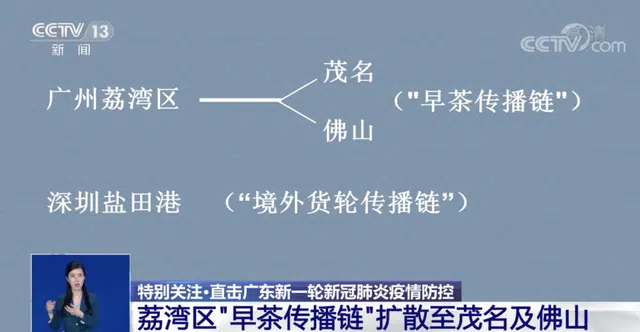 CCTV 13
新闻
CCTV.com
茂名
广州荔湾区
("早茶传播链")
佛山
深圳盐田港 (“境外货轮传播链”)
特别关注·直击广东新一轮新冠肺炎疫情防控
荔湾区"早茶传播链"扩散至茂名及佛山